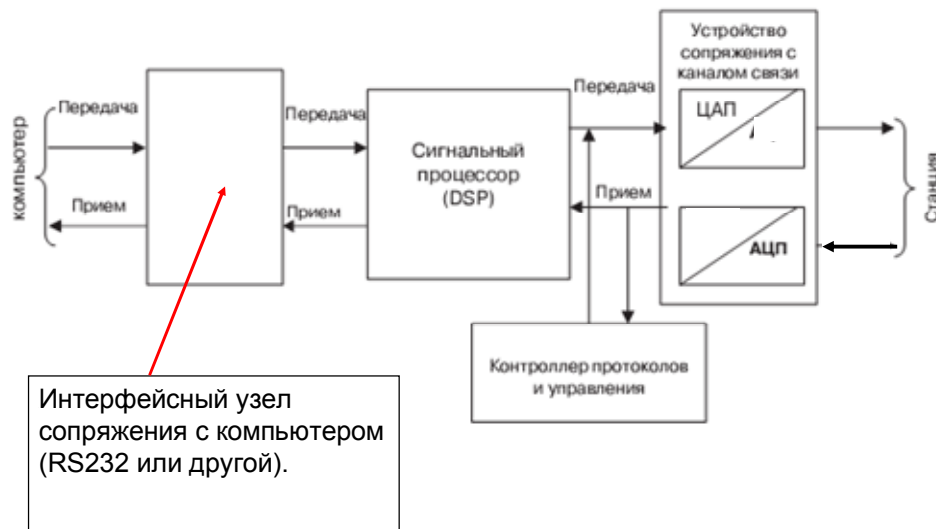 компьютер
Передача
Прием
Передача
Прием
Сигнальный
процессор
(DSP)
Передача
Прием
Устройство
сопряжения с
каналом связи
ЦАП
АЦП
Станция
Контроллер протоколов
и управления
Интерфейсный узел
сопряжения с компьютером
(RS232 или другой).